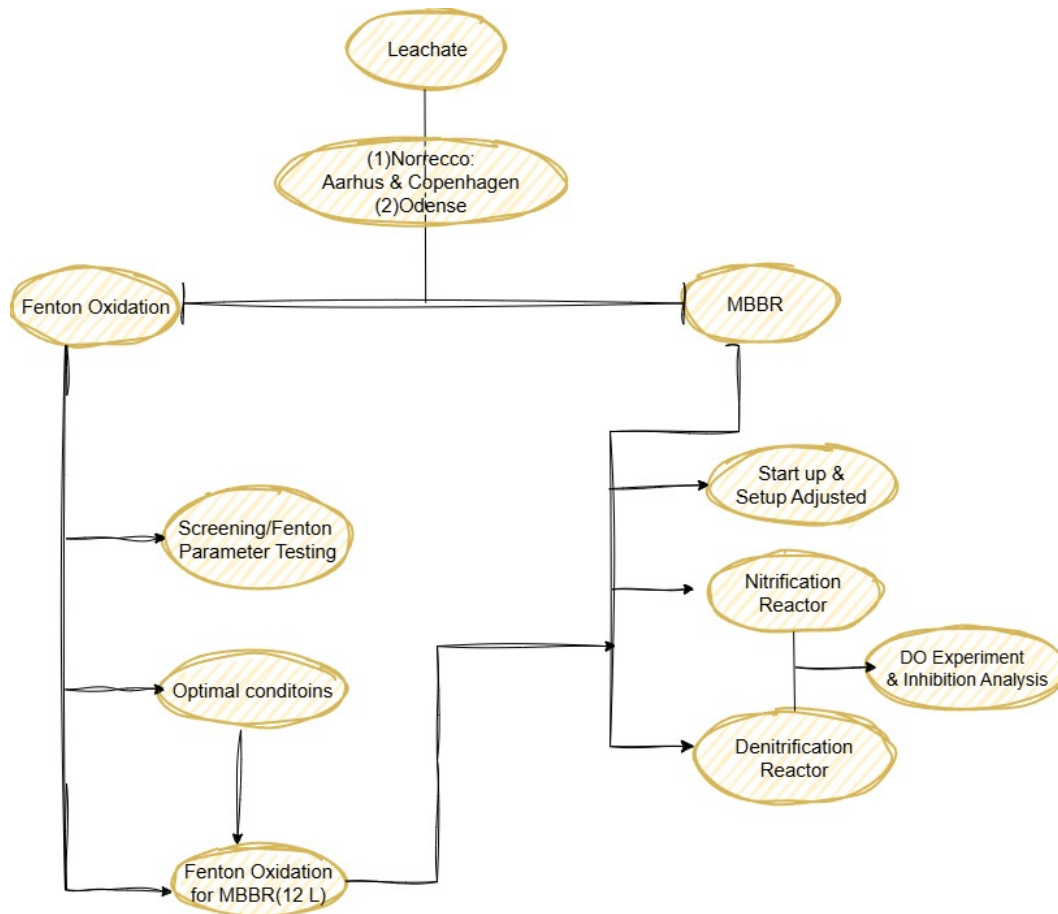 Leachate
(1)Norrecco:
Aarhus & Copenhagen
(2)Odense
Fenton Oxidation
MBBR
Start up &
Setup Adjusted
Screening/Fenton
Parameter Testing
Nitrification
Reactor
DO Experiment
& Inhibition Analysis
Optimal conditoins
Denitrification
Reactor
Fenton Oxidation
for MBBR(12 L)